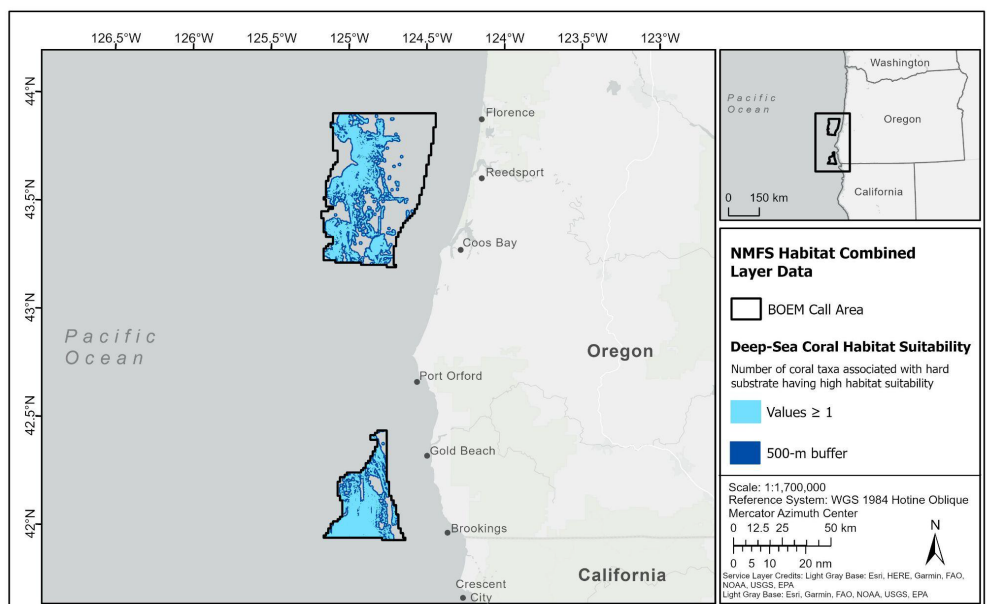 126.5°W 126°W 125.5°W 125°W 124.5°W 124°W 123.5°W 123°W
44°N
43.5°N
43°N
42.5°N
42°N
Florence
Reedsport
Coos Bay
Pacific
Ocean
Oregon
Port Orford
Gold Beach
Brookings
California
Crescent
City
Washington
Pacific
Ocean
Oregon
California
0 150 km
NMFS Habitat Combined
Layer Data
BOEM Call Area
Deep-Sea Coral Habitat Suitability
Number of coral taxa associated with hard
substrate having high habitat suitability
Values ≥ 1
500-m buffer
Scale: 1:1,700,000
Reference System: WGS 1984 Hotine Oblique
Mercator Azimuth Center
0 12.5 25 50 km
0 5 10 20 nm
N
Service Layer Credits: Light Gray Base: Esri, HERE, Garmin, FAO,
NOAA, USGS, EPA
Light Gray Base: Esri, Garmin, FAO, NOAA, USGS, EPA